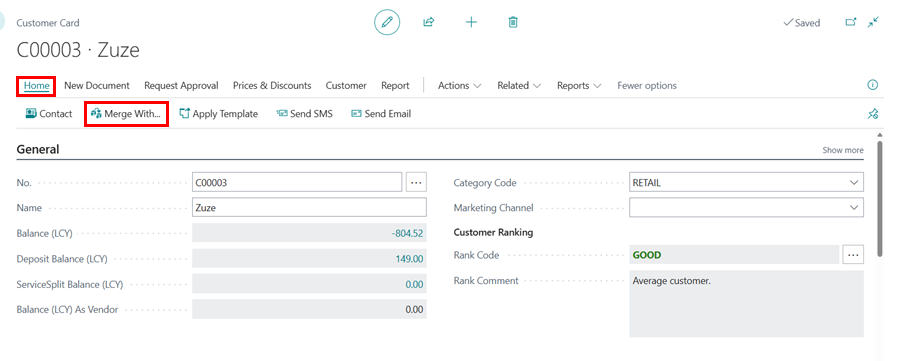 Customer Card
Saved
C00003 · Zuze
Home New Document Request Approval Prices & Discounts Customer Report Actions Related Reports Fewer options
Contact Merge With... Apply Template Send SMS Send Email
General Show more
No. C00003 ... Category Code RETAIL
Name Zuze Marketing Channel
Balance (LCY) -804.52 Customer Ranking
Deposit Balance (LCY) 149.00 Rank Code GOOD ...
ServiceSplit Balance (LCY) 0.00 Rank Comment Average customer.
Balance (LCY) As Vendor 0.00